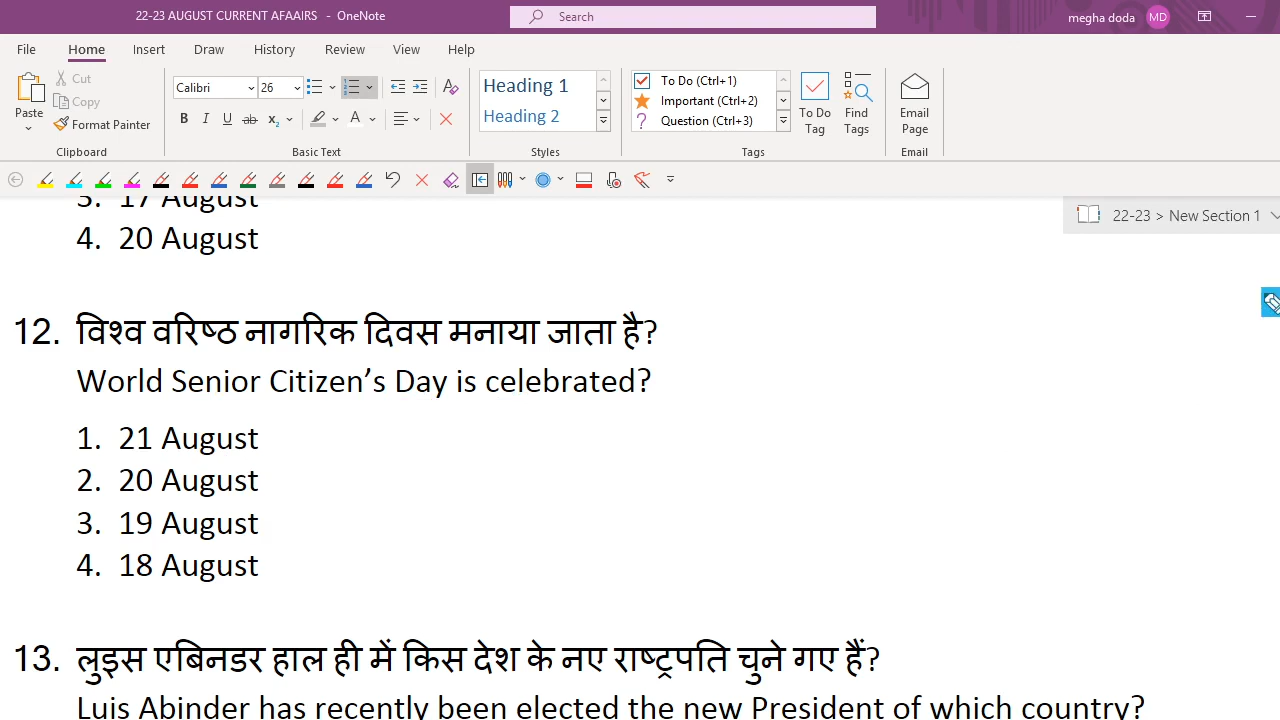 22-23 AUGUST CURRENT AFAAIRS - OneNote
Search
megha doda
MD
File Home Insert Draw History Review View Help
Paste
Cut
Copy
Format Painter
Clipboard
Calibri 26
B I U ab x₂ A
Basic Text
Heading 1
Heading 2
Styles
To Do (Ctrl+1)
Important (Ctrl+2)
Question (Ctrl+3)
To Do Tag
Find Tags
Tags
Email Page
Email
22-23 > New Section 1
3. 17 August
4. 20 August
12. विश्व वरिष्ठ नागरिक दिवस मनाया जाता है?
World Senior Citizen’s Day is celebrated?
1. 21 August
2. 20 August
3. 19 August
4. 18 August
13. लुइस एबिनडर हाल ही में किस देश के नए राष्ट्रपति चुने गए हैं?
Luis Abinder has recently been elected the new President of which country?